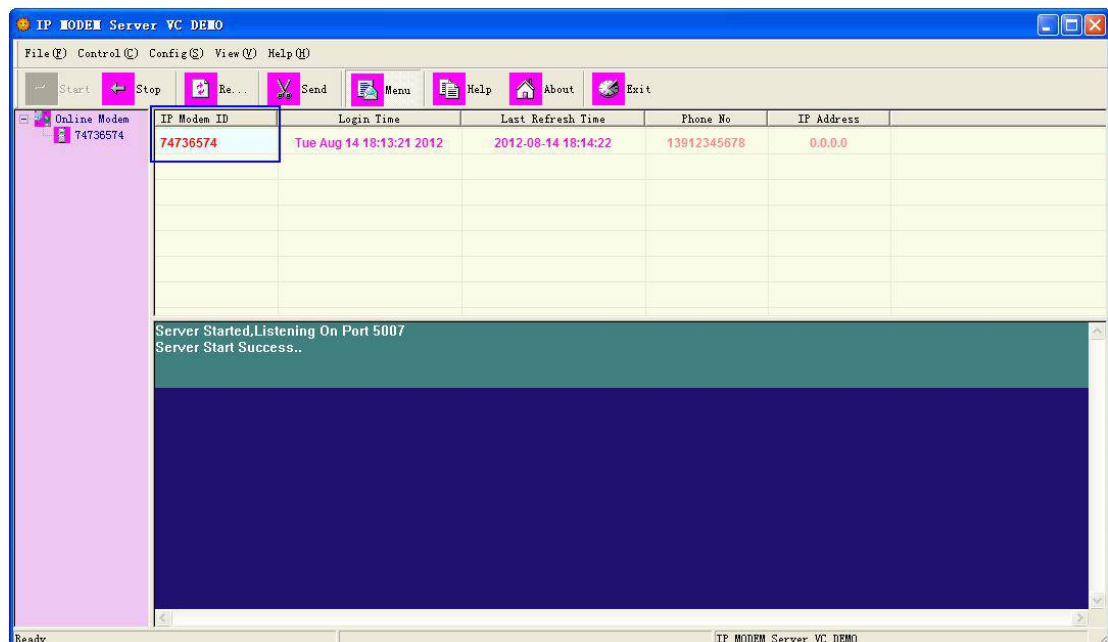 IP MODEM Server VC DEMO
File(F) Control(C) Config(S) View(V) Help(H)
Start Stop Re... Send Menu Help About Exit
Online Modem
74736574
IP Modem ID Login Time Last Refresh Time Phone No IP Address
74736574 Tue Aug 14 18:13:21 2012 2012-08-14 18:14:22 13912345678 0.0.0.0
Server Started,Listening On Port 5007
Server Start Success..
Ready IP MODEM Server VC DEMO